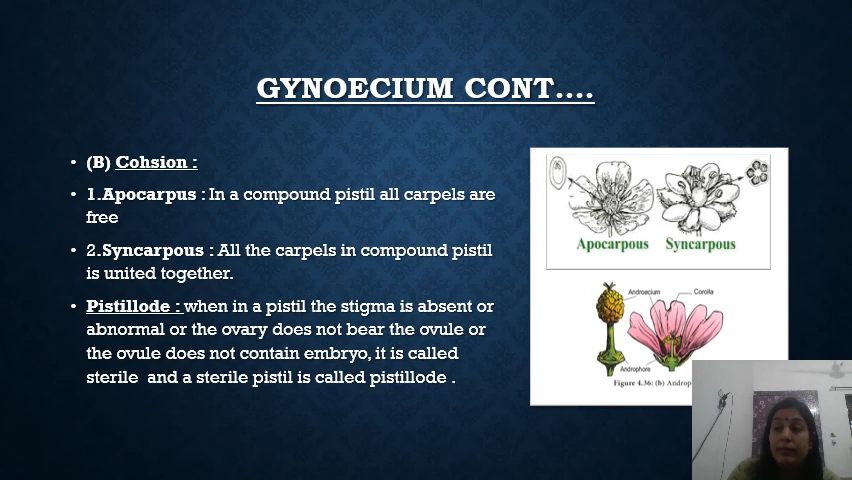 GYNOECIUM CONT….
• (B) Cohsion :
• 1.Apocarpus : In a compound pistil all carpels are
free
• 2.Syncarpous : All the carpels in compound pistil
is united together.
• Pistillode : when in a pistil the stigma is absent or
abnormal or the ovary does not bear the ovule or
the ovule does not contain embryo, it is called
sterile and a sterile pistil is called pistillode .
Apocarpous Syncarpous
Androecium Corolla
Androphore
Figure 4.36: (b)